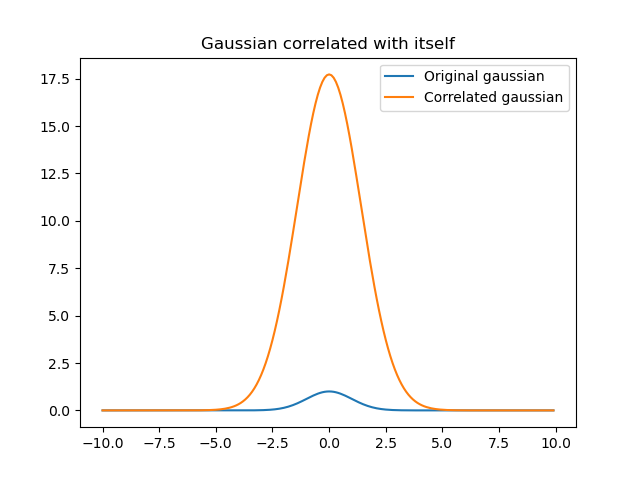 Gaussian correlated with itself
Original gaussian
Correlated gaussian
17.5
15.0
12.5
10.0
7.5
5.0
2.5
0.0
−10.0 −7.5 −5.0 −2.5 0.0 2.5 5.0 7.5 10.0